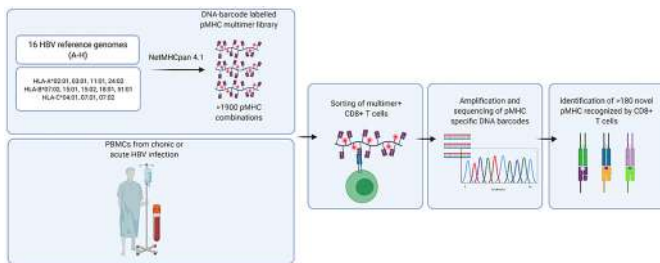 16 HBV reference genomes
(A-H)
HLA-A*02:01, 03:01, 11:01, 24:02
HLA-B*07:02, 15:01, 15:02, 18:01, 51:01
HLA-C*04:01, 07:01, 07:02
NetMHCpan 4.1
DNA-barcode labelled
pMHC multimer library
>1900 pMHC
combinations
PBMCs from chonic or
acute HBV infection
Sorting of multimer+
CD8+ T cells
Amplification and
sequencing of pMHC
specific DNA barcodes
Identification of >180 novel
pMHC recognized by CD8+
T cells